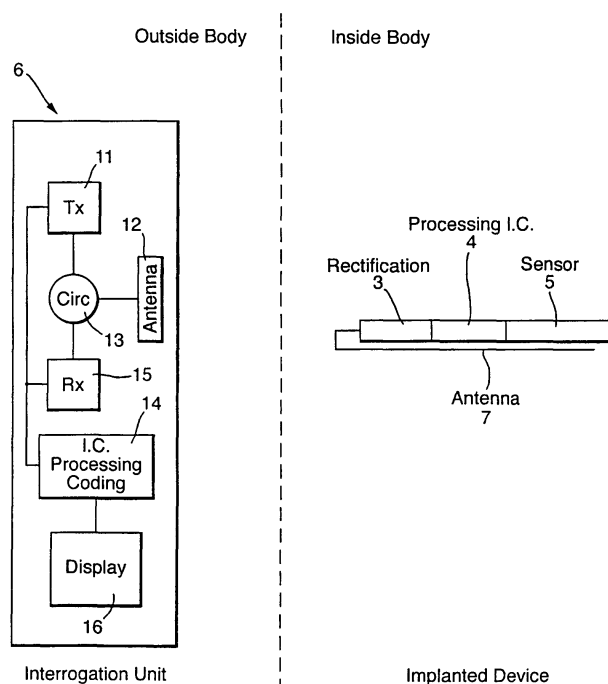 Outside Body
Inside Body
6
11
Tx
12
Antenna
Circ
13
15
Rx
14
I.C.
Processing
Coding
Display
16
Interrogation Unit
Processing I.C.
4
Rectification
3
Sensor
5
Antenna
7
Implanted Device